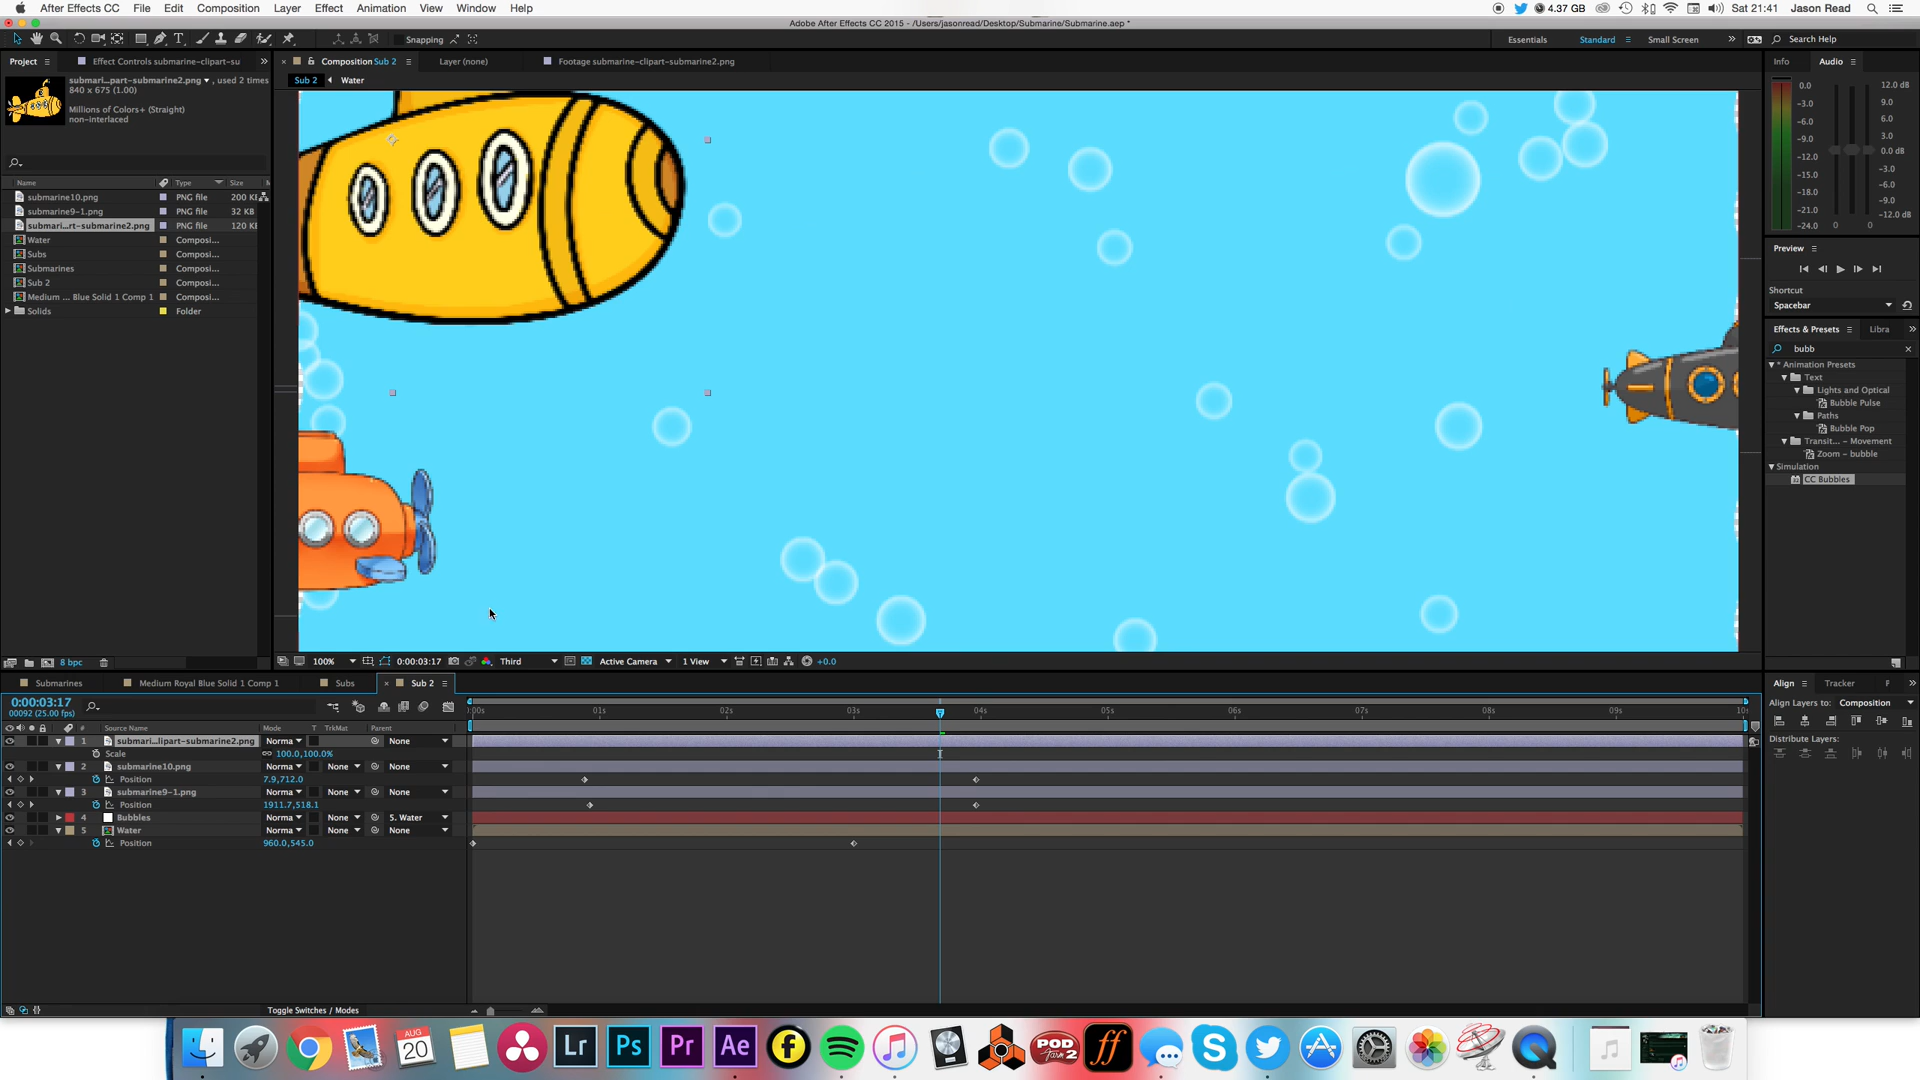 After Effects CC File Edit Composition Layer Effect Animation View Window Help 4.37 GB Sat 21:41 Jason Read
Adobe After Effects CC 2015 - /Users/jasonread/Desktop/Submarine/Submarine.aep *
Snapping Essentials Standard Small Screen Search Help
Project Effect Controls submarine-clipart-su Composition Sub 2 Layer (none) Footage submarine-clipart-submarine2.png Info Audio
submari...part-submarine2.png , used 2 times
840 x 675 (1.00)
Millions of Colors+ (Straight)
non-interlaced
Sub 2 Water
0.0 12.0 dB
-3.0 9.0
-6.0 6.0
-9.0 3.0
-12.0 0.0 dB
-15.0 -3.0
-18.0 -6.0
-21.0 -9.0
-24.0 0 0 -12.0 dB
Name Type Size
submarine10.png PNG file 200 KB
submarine9-1.png PNG file 32 KB
submari...rt-submarine2.png PNG file 120 KB
Water Composi...
Subs Composi...
Submarines Composi...
Sub 2 Composi...
Medium ... Blue Solid 1 Comp 1 Composi...
Solids Folder
Preview
Shortcut
Spacebar
Effects & Presets Libra
bubb
* Animation Presets
Text
Lights and Optical
Bubble Pulse
Paths
Bubble Pop
Transit... – Movement
Zoom – bubble
Simulation
CC Bubbles
8 bpc 100% 0:00:03:17 Third Active Camera 1 View +0.0
Submarines Medium Royal Blue Solid 1 Comp 1 Subs Sub 2
0:00:03:17
00092 (25.00 fps)
:00s 01s 02s 03s 04s 05s 06s 07s 08s 09s 10s
# Source Name Mode T TrkMat Parent
1 submari...lipart-submarine2.png Norma None
Scale 100.0,100.0%
2 submarine10.png Norma None None
Position 7.9,712.0
3 submarine9-1.png Norma None None
Position 1911.7,518.1
4 Bubbles Norma None 5. Water
5 Water Norma None None
Position 960.0,545.0
Toggle Switches / Modes
Align Tracker
Align Layers to: Composition
Distribute Layers:
AUG
20
Lr Ps Pr Ae f POD ff